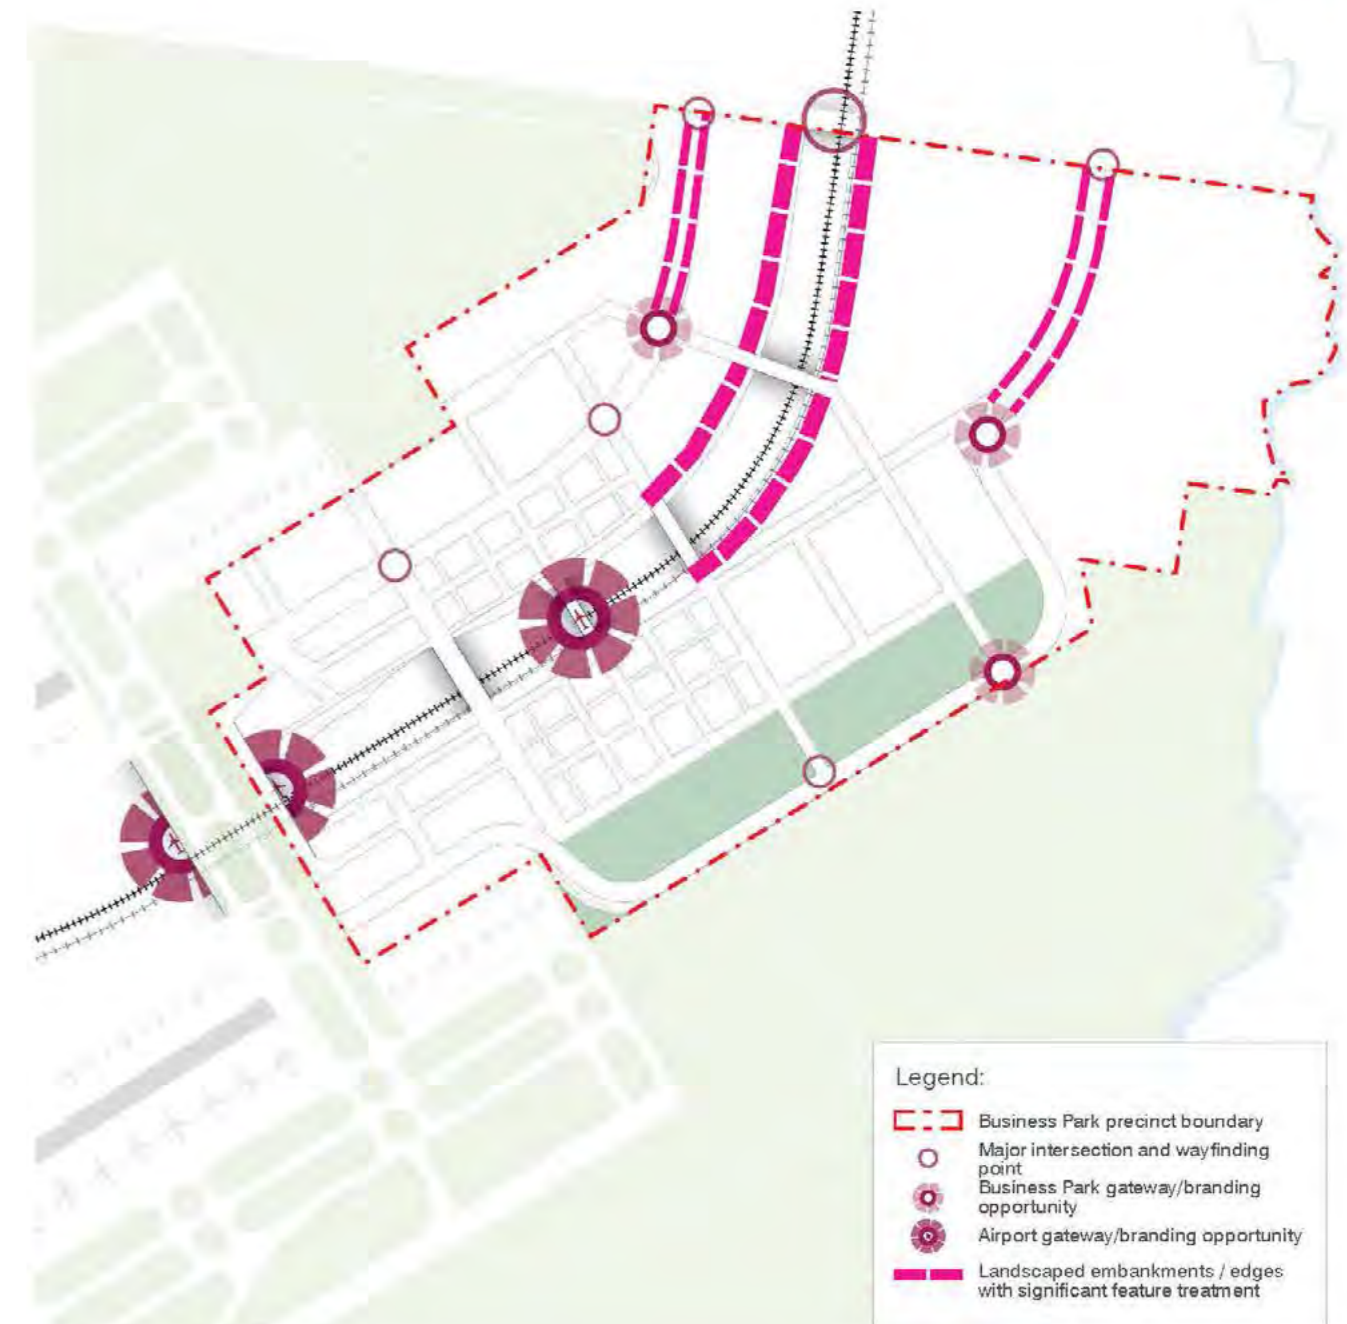 Legend:
Business Park precinct boundary
Major intersection and wayfinding
point
Business Park gateway/branding
opportunity
Airport gateway/branding opportunity
Landscaped embankments / edges
with significant feature treatment